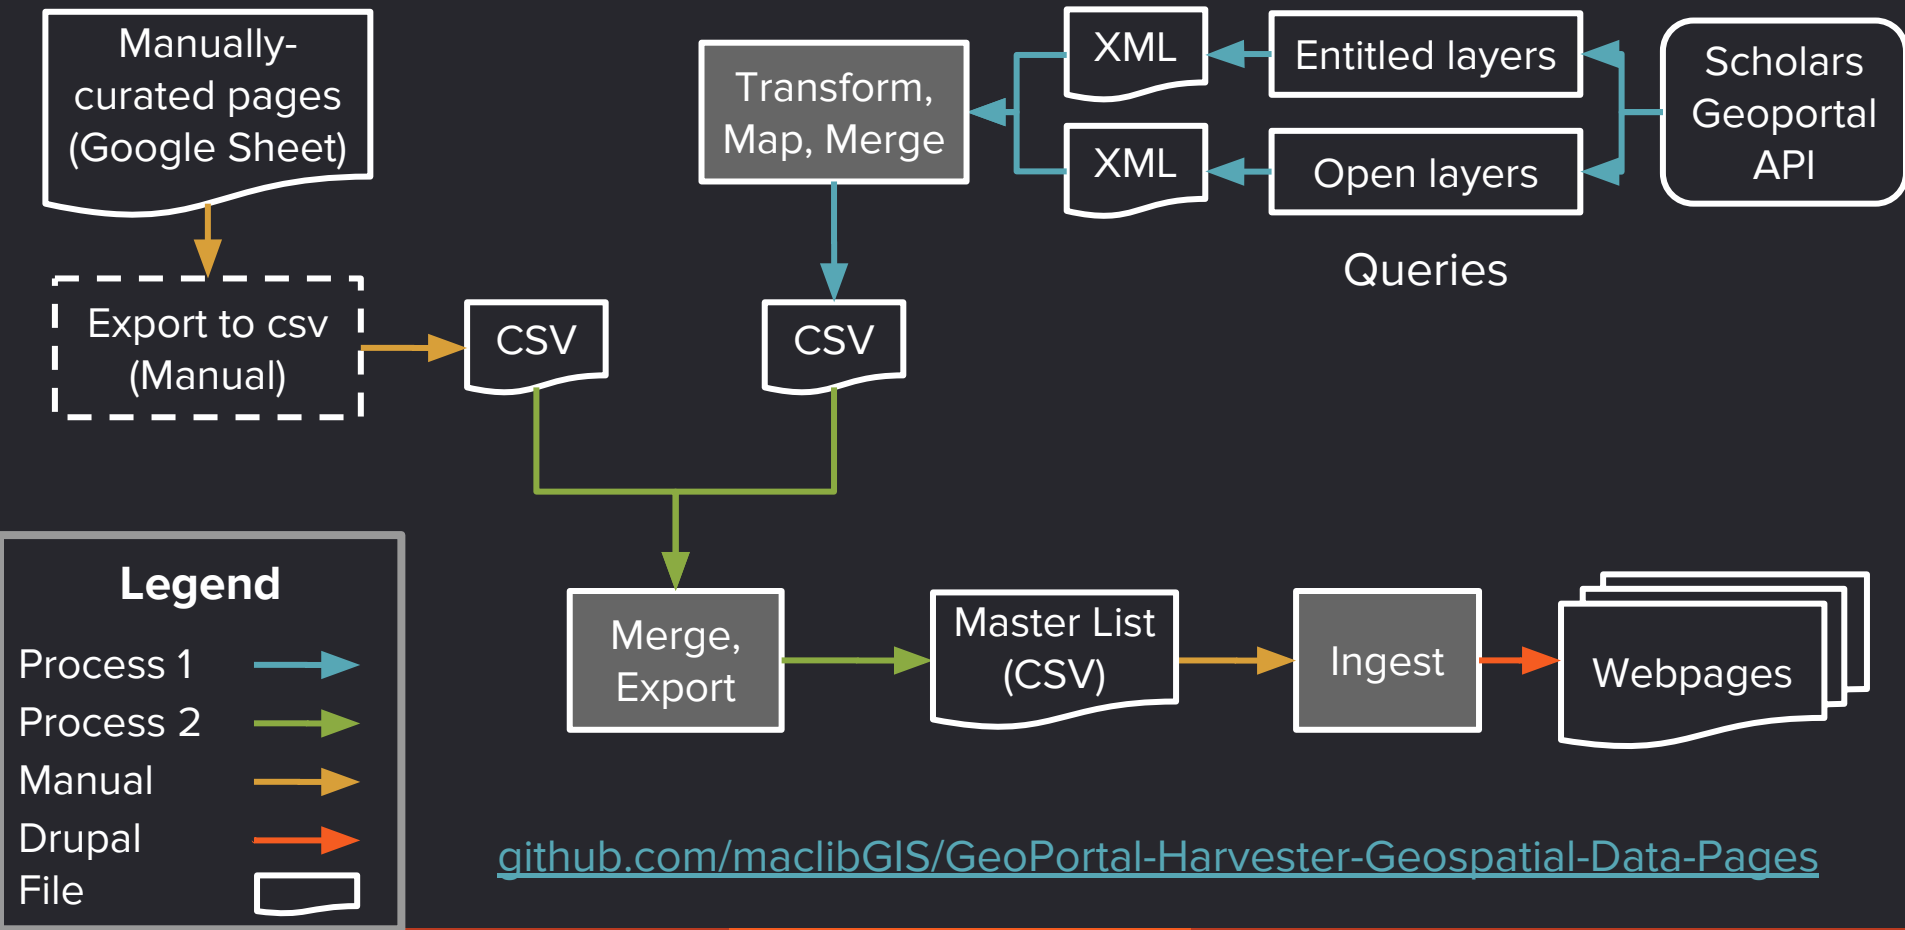 Manually-
curated pages
(Google Sheet)
Transform,
Map, Merge
XML
Entitled layers
Scholars
Geoportal
API
XML
Open layers
Queries
Export to csv
(Manual)
CSV
CSV
Merge,
Export
Master List
(CSV)
Ingest
Webpages
Legend
Process 1
Process 2
Manual
Drupal
File
github.com/maclibGIS/GeoPortal-Harvester-Geospatial-Data-Pages